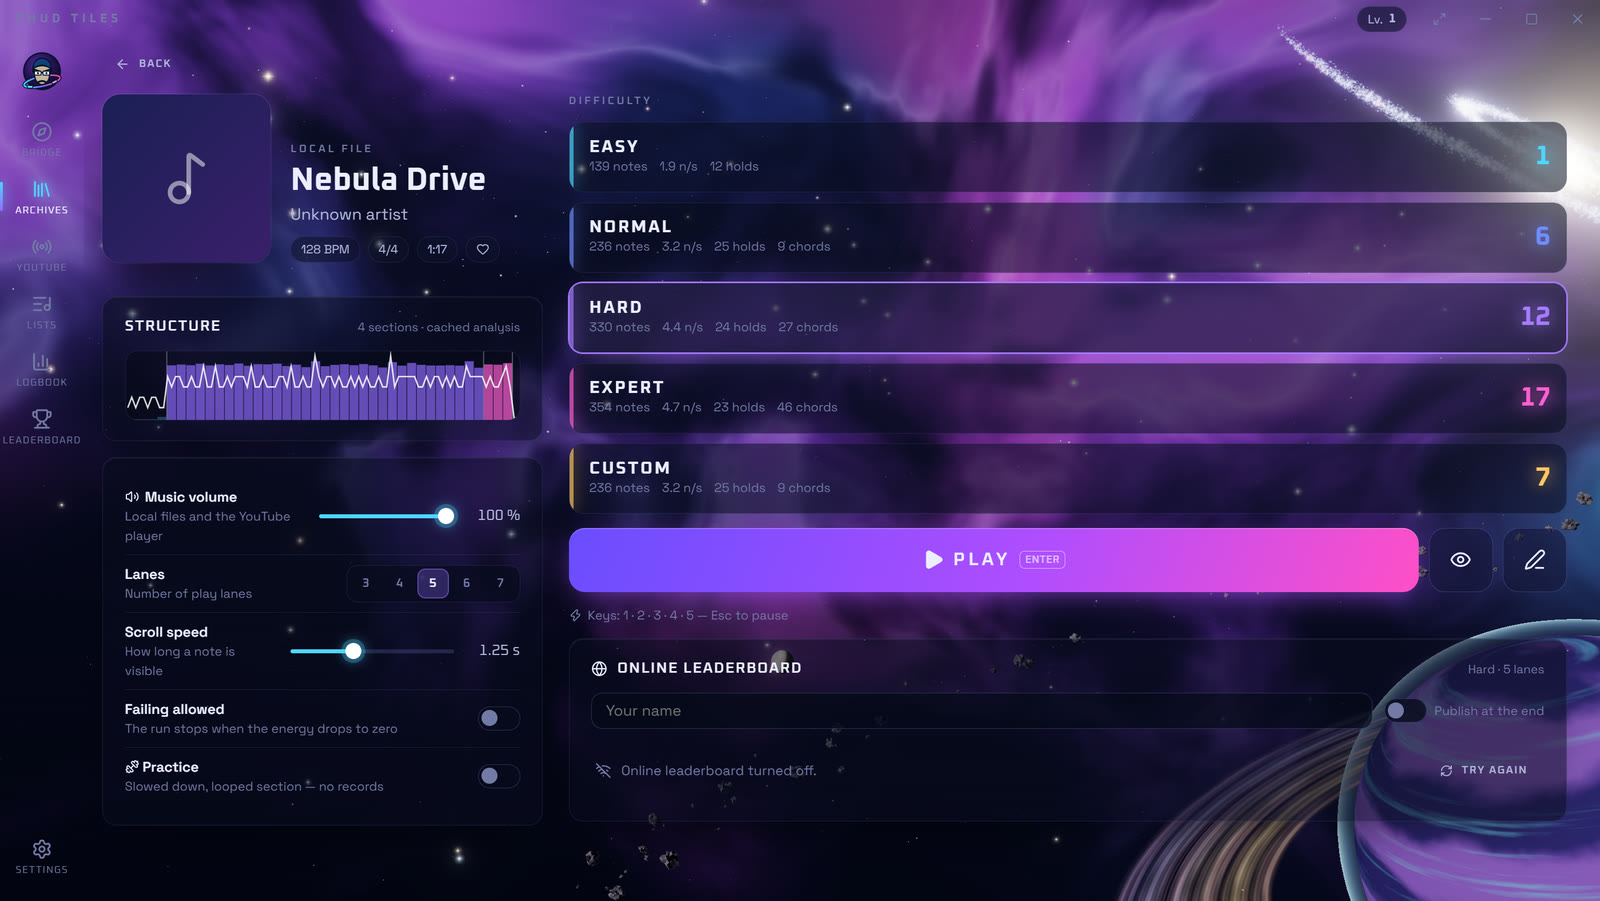 HUD TILES
Lv. 1
BACK
BRIDGE
ARCHIVES
YOUTUBE
LISTS
LOGBOOK
LEADERBOARD
SETTINGS
LOCAL FILE
Nebula Drive
Unknown artist
128 BPM 4/4 1:17
STRUCTURE
4 sections · cached analysis
Music volume
Local files and the YouTube
player
100 %
Lanes
Number of play lanes
3 4 5 6 7
Scroll speed
How long a note is
visible
1.25 s
Failing allowed
The run stops when the energy drops to zero
Practice
Slowed down, looped section — no records
DIFFICULTY
EASY
139 notes 1.9 n/s 12 holds
1
NORMAL
236 notes 3.2 n/s 25 holds 9 chords
6
HARD
330 notes 4.4 n/s 24 holds 27 chords
12
EXPERT
354 notes 4.7 n/s 23 holds 46 chords
17
CUSTOM
236 notes 3.2 n/s 25 holds 9 chords
7
PLAY ENTER
Keys: 1 · 2 · 3 · 4 · 5 — Esc to pause
ONLINE LEADERBOARD
Hard · 5 lanes
Your name
Publish at the end
Online leaderboard turned off.
TRY AGAIN